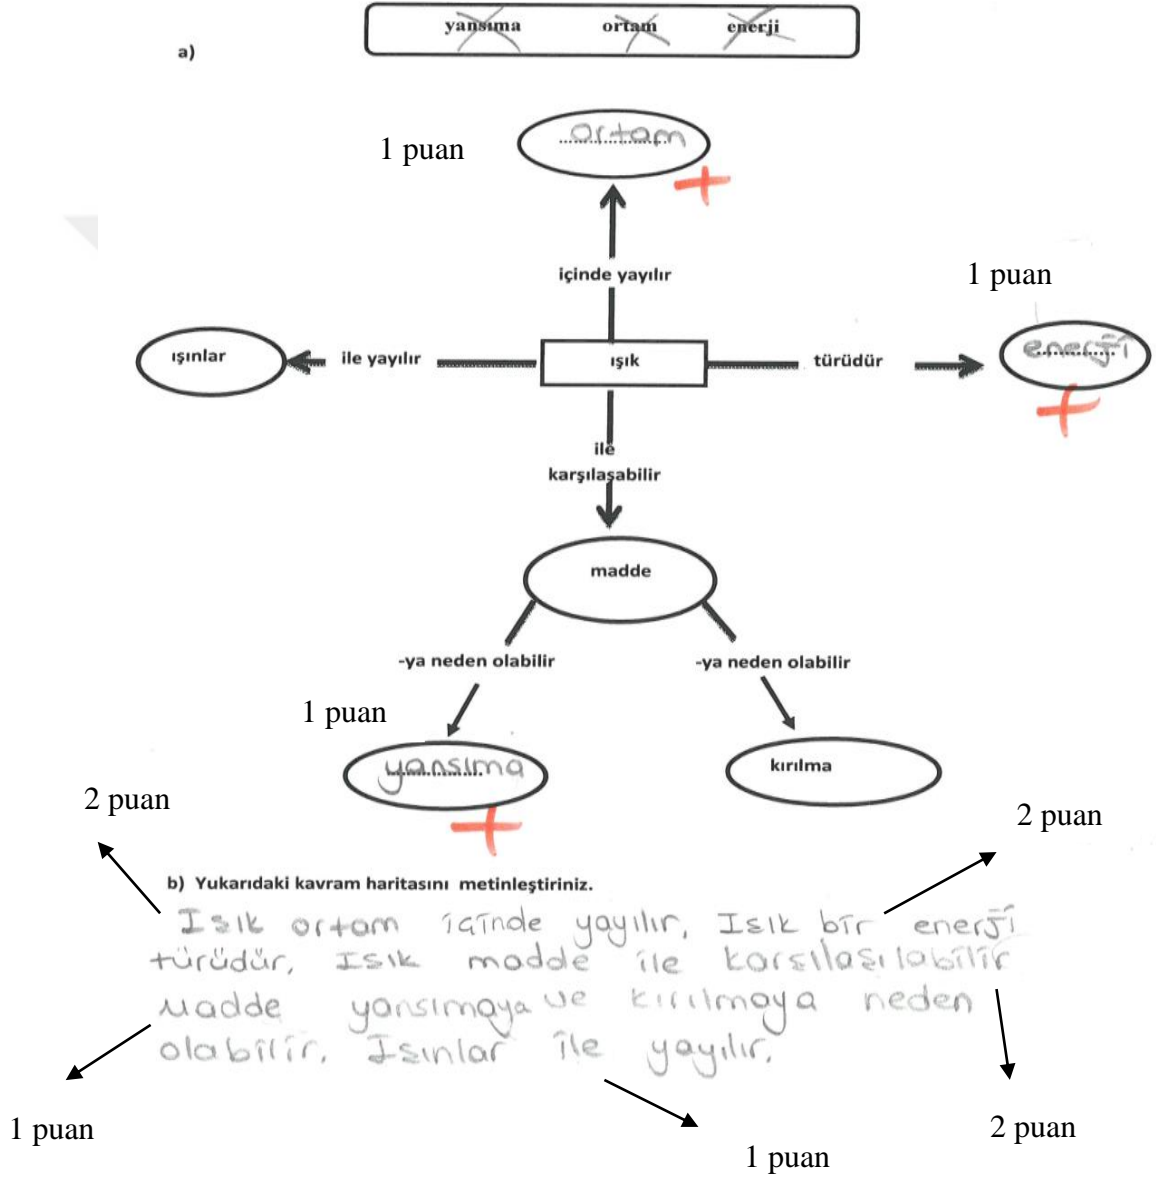 yansıma ortam enerji
a)
1 puan
ortam
içinde yayılır
1 puan
ışınlar
ile yayılır
ışık
türüdür
enerji
ile
karşılaşabilir
madde
-ya neden olabilir
-ya neden olabilir
1 puan
yansıma
kırılma
2 puan
2 puan
b) Yukarıdaki kavram haritasını metinleştiriniz.
Işık ortam içinde yayılır, Işık bir enerji
türüdür, Işık madde ile karşılaşılabilir
Madde yansımaya ve kırılmaya neden
olabilir. Işınlar ile yayılır.
1 puan
2 puan
1 puan